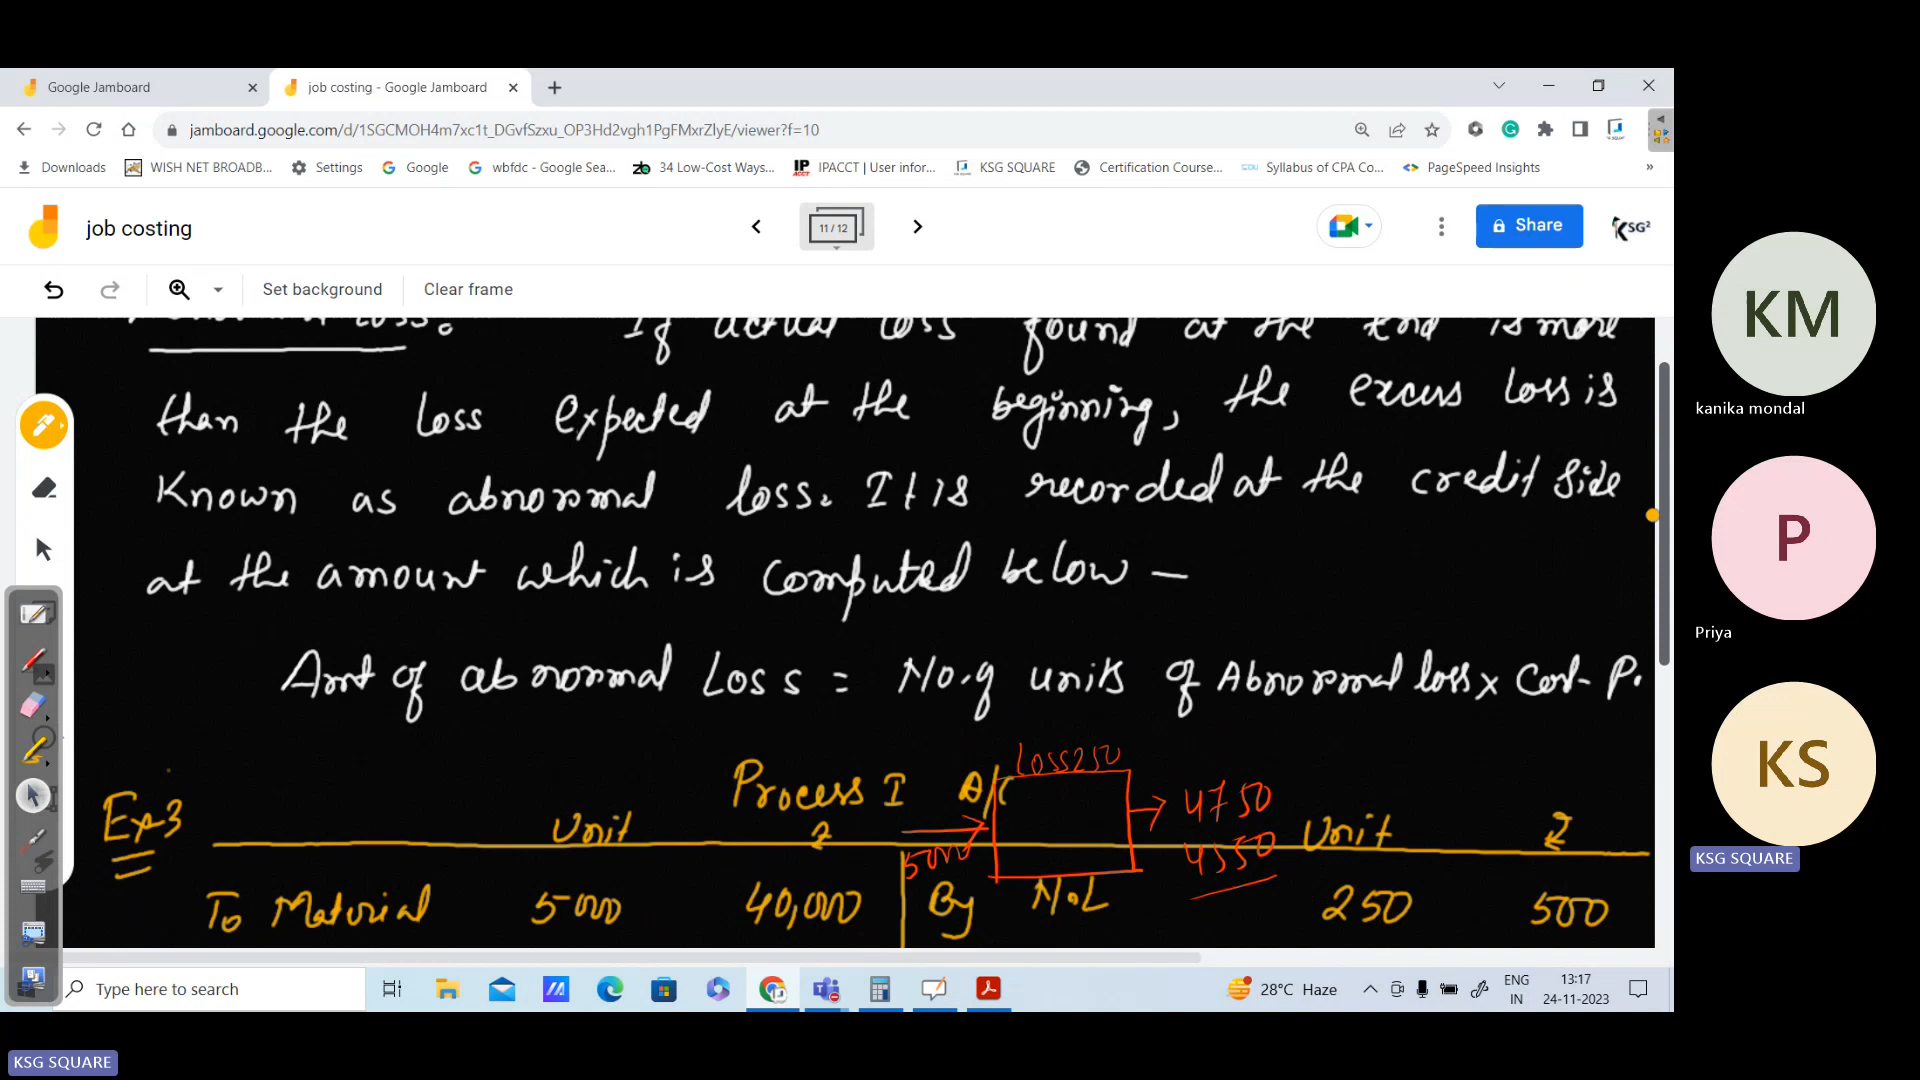 Google Jamboard
job costing - Google Jamboard
jamboard.google.com/d/1SGCMOH4m7xc1t_DGvfSzxu_OP3Hd2vgh1PgFMxrZlyE/viewer?f=10
Downloads WISH NET BROADB... Settings Google wbfdc - Google Sea... 34 Low-Cost Ways... IPACCT | User infor... KSG SQUARE Certification Course... Syllabus of CPA Co... PageSpeed Insights »
job costing
11 / 12
Share
KSG²
Set background Clear frame
Loss. If actual loss found at the End is more
than the loss expected at the beginning, the excess loss is
Known as abnormal loss. It is recorded at the credit side
at the amount which is computed below —
Amt of abnormal Loss = No. of units of Abnormal loss x Cost P.
Loss 250
Process I A/c
4750
Ex-3 Unit ₹ Unit ₹
5000 4550
To Material 5000 40,000 By N.L 250 500
Type here to search
28°C Haze
ENG
IN
13:17
24-11-2023
KM
kanika mondal
P
Priya
KS
KSG SQUARE
KSG SQUARE